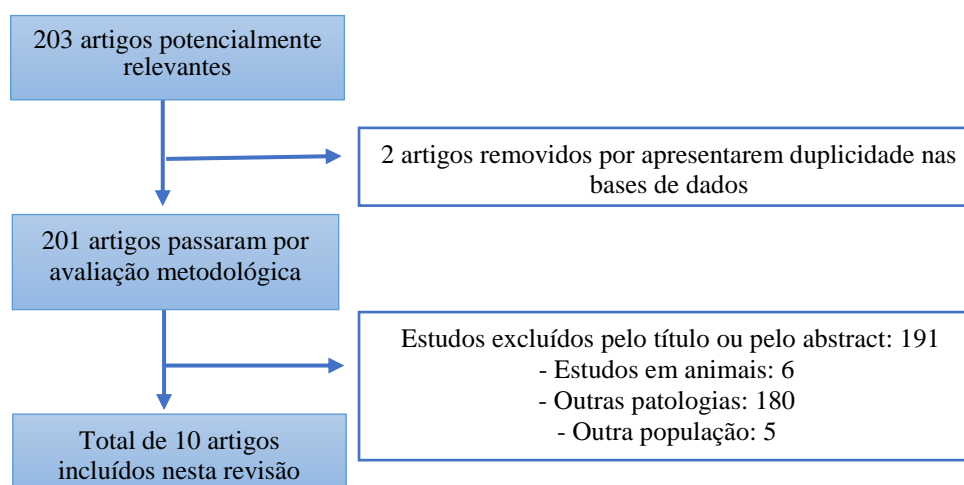 203 artigos potencialmente
relevantes
2 artigos removidos por apresentarem duplicidade nas
bases de dados
201 artigos passaram por
avaliação metodológica
Estudos excluídos pelo título ou pelo abstract: 191
- Estudos em animais: 6
- Outras patologias: 180
- Outra população: 5
Total de 10 artigos
incluídos nesta revisão